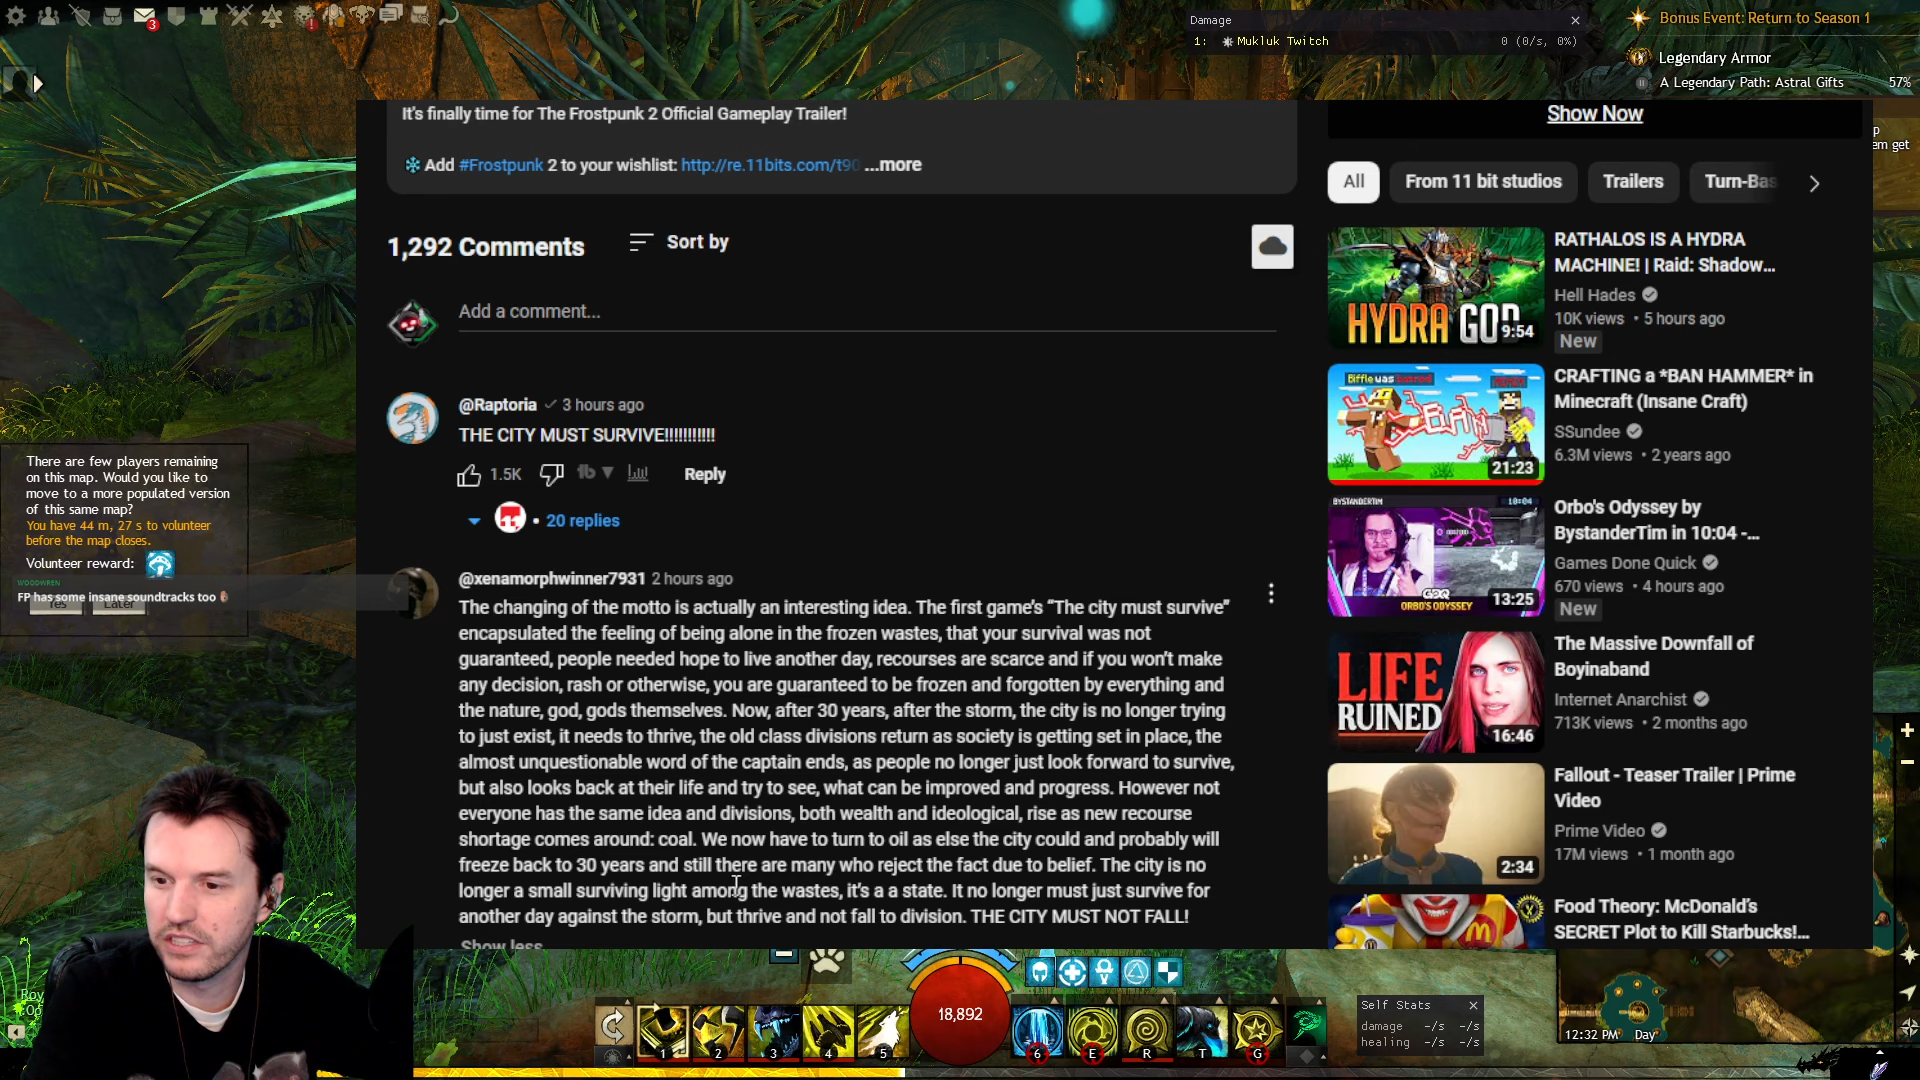 3
Damage
1: Mukluk Twitch 0 (0/s, 0%)
Bonus Event: Return to Season 1
Legendary Armor
A Legendary Path: Astral Gifts 57%
It's finally time for The Frostpunk 2 Official Gameplay Trailer!
Add #Frostpunk 2 to your wishlist: http://re.11bits.com/t90 ...more
1,292 Comments
Sort by
Add a comment...
@Raptoria 3 hours ago
THE CITY MUST SURVIVE!!!!!!!!!!!
1.5K
Reply
20 replies
@xenamorphwinner7931 2 hours ago
The changing of the motto is actually an interesting idea. The first game's “The city must survive”
encapsulated the feeling of being alone in the frozen wastes, that your survival was not
guaranteed, people needed hope to live another day, recourses are scarce and if you won't make
any decision, rash or otherwise, you are guaranteed to be frozen and forgotten by everything and
the nature, god, gods themselves. Now, after 30 years, after the storm, the city is no longer trying
to just exist, it needs to thrive, the old class divisions return as society is getting set in place, the
almost unquestionable word of the captain ends, as people no longer just look forward to survive,
but also looks back at their life and try to see, what can be improved and progress. However not
everyone has the same idea and divisions, both wealth and ideological, rise as new recourse
shortage comes around: coal. We now have to turn to oil as else the city could and probably will
freeze back to 30 years and still there are many who reject the fact due to belief. The city is no
longer a small surviving light among the wastes, it's a a state. It no longer must just survive for
another day against the storm, but thrive and not fall to division. THE CITY MUST NOT FALL!
Show less
Show Now
All
From 11 bit studios
Trailers
Turn-Bas
HYDRA GOD
9:54
RATHALOS IS A HYDRA
MACHINE! | Raid: Shadow...
Hell Hades
10K views • 5 hours ago
New
21:23
CRAFTING a *BAN HAMMER* in
Minecraft (Insane Craft)
SSundee
6.3M views • 2 years ago
BYSTANDERTIM
10:04
GDQ
ORBO'S ODYSSEY
13:25
Orbo's Odyssey by
BystanderTim in 10:04 -...
Games Done Quick
670 views • 4 hours ago
New
LIFE
RUINED
16:46
The Massive Downfall of
Boyinaband
Internet Anarchist
713K views • 2 months ago
2:34
Fallout - Teaser Trailer | Prime
Video
Prime Video
17M views • 1 month ago
Food Theory: McDonald's
SECRET Plot to Kill Starbucks!...
There are few players remaining
on this map. Would you like to
move to a more populated version
of this same map?
You have 44 m, 27 s to volunteer
before the map closes.
Volunteer reward:
WOODWREN
FP has some insane soundtracks too
Yes
Later
18,892
1
2
3
4
5
6
E
R
T
G
Self Stats
damage -/s -/s
healing -/s -/s
12:32 PM Day